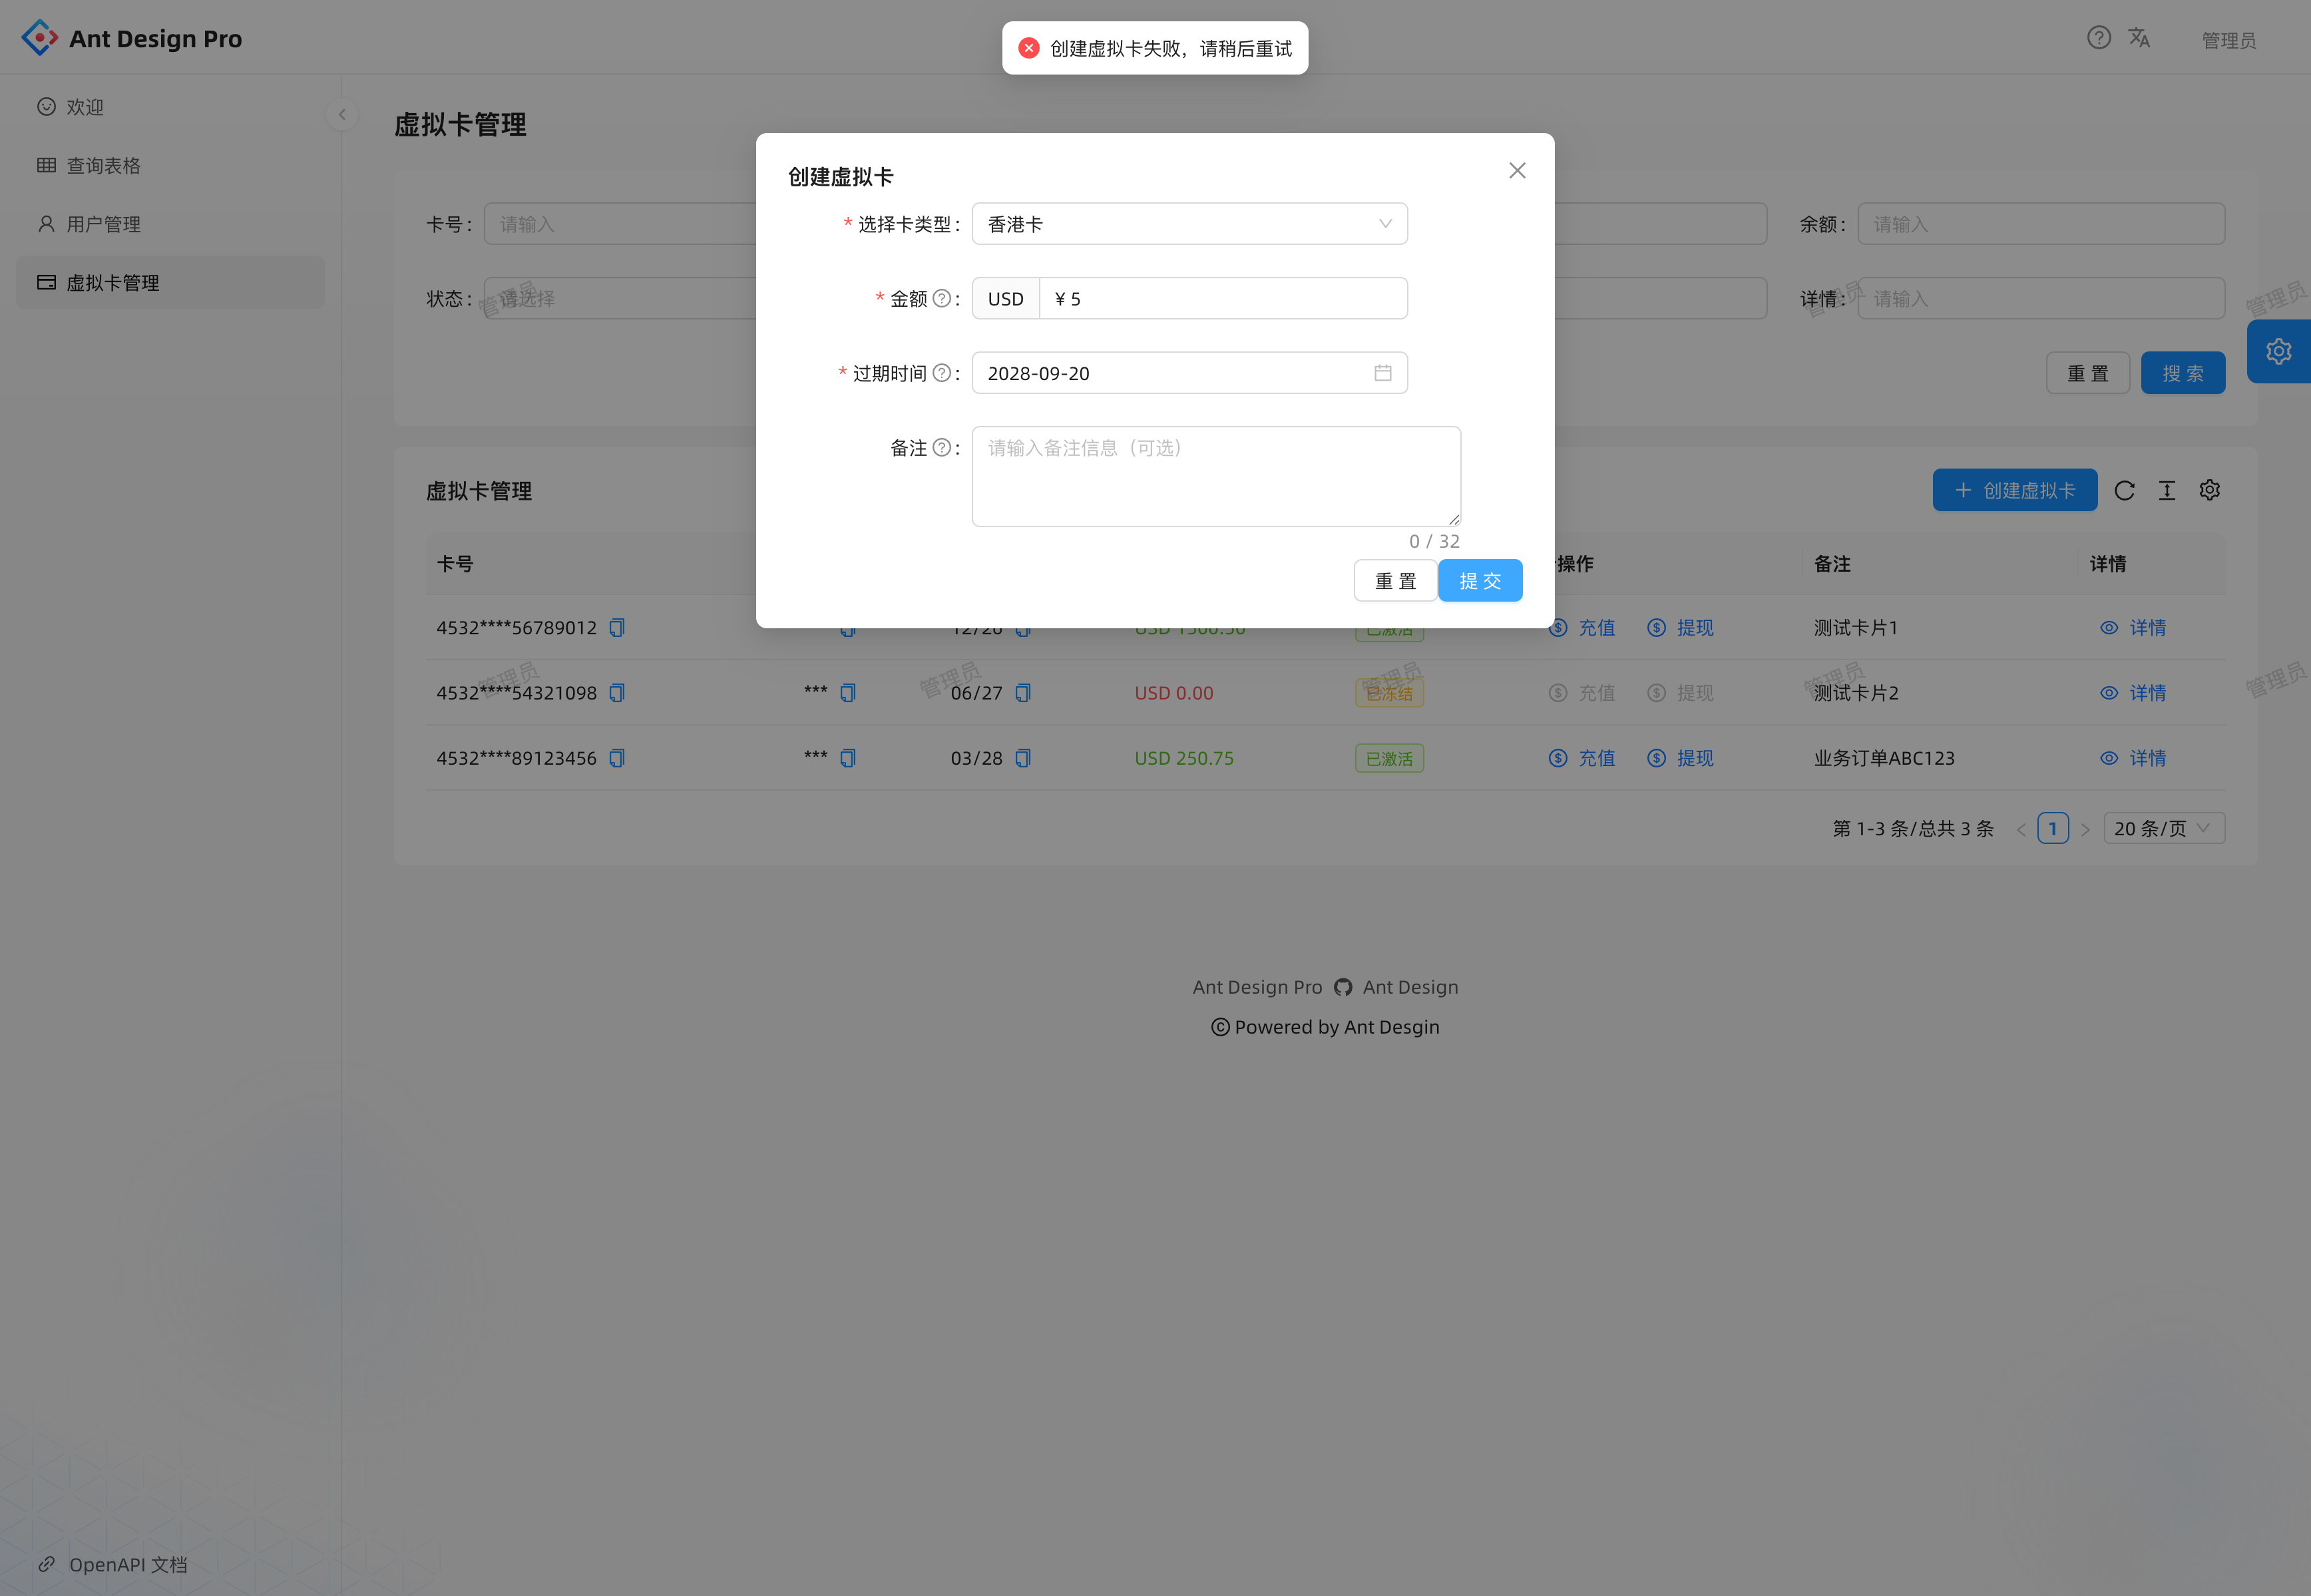 Ant Design Pro
创建虚拟卡失败，请稍后重试
管理员
欢迎
查询表格
用户管理
虚拟卡管理
OpenAPI 文档
虚拟卡管理
卡号： 请输入
余额： 请输入
状态： 请选择
详情： 请输入
重 置 搜 索
创建虚拟卡
* 选择卡类型： 香港卡
* 金额： USD ¥ 5
* 过期时间： 2028-09-20
备注： 请输入备注信息（可选）
0 / 32
重 置 提 交
虚拟卡管理
创建虚拟卡
卡号 操作 备注 详情
4532****56789012 12/26 USD 1500.50 已激活 充值 提现 测试卡片1 详情
4532****54321098 *** 06/27 USD 0.00 已冻结 充值 提现 测试卡片2 详情
4532****89123456 *** 03/28 USD 250.75 已激活 充值 提现 业务订单ABC123 详情
第 1-3 条/总共 3 条 1 20 条/页
Ant Design Pro Ant Design
© Powered by Ant Desgin
管理员
管理员
管理员
管理员
管理员
管理员
管理员
管理员